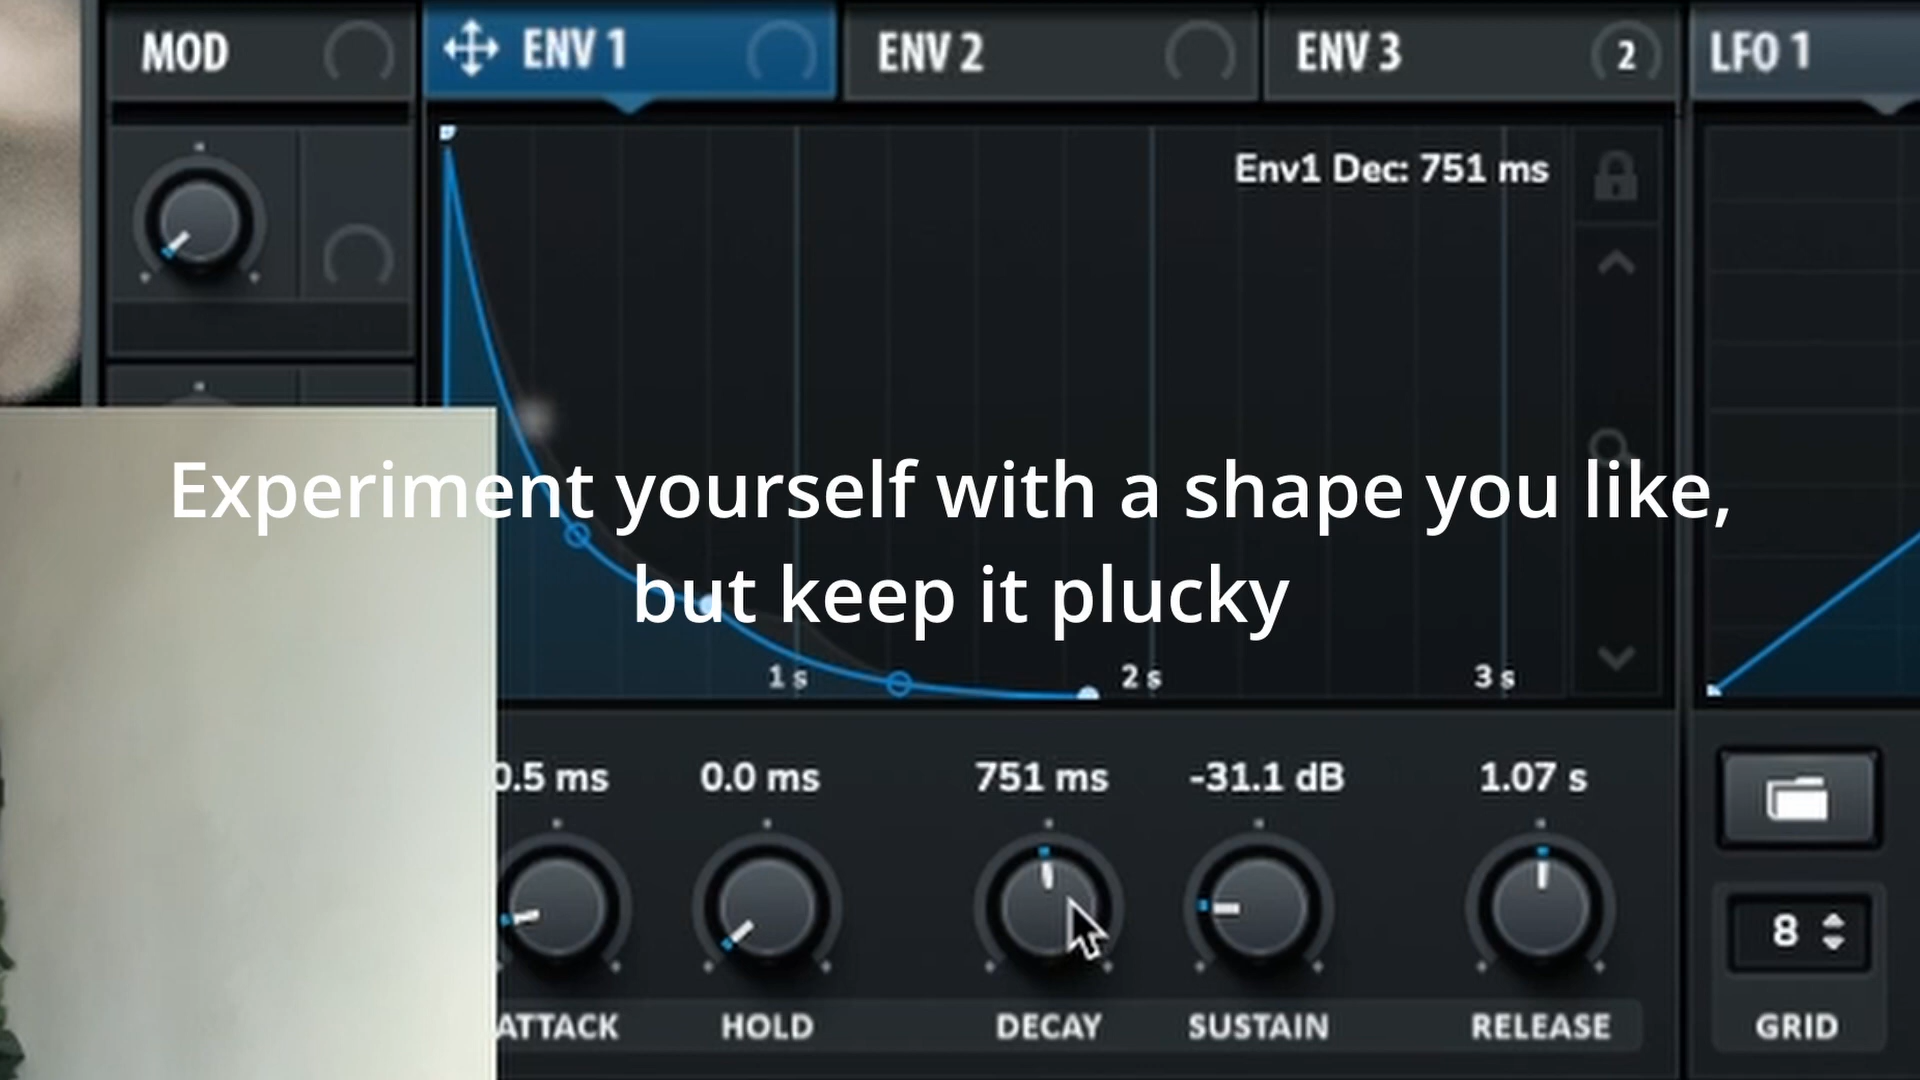 MOD
ENV 1
ENV 2
ENV 3
2
LFO 1
Env1 Dec: 751 ms
Experiment yourself with a shape you like,
but keep it plucky
1 s
2 s
3 s
0.5 ms
0.0 ms
751 ms
-31.1 dB
1.07 s
8
ATTACK
HOLD
DECAY
SUSTAIN
RELEASE
GRID